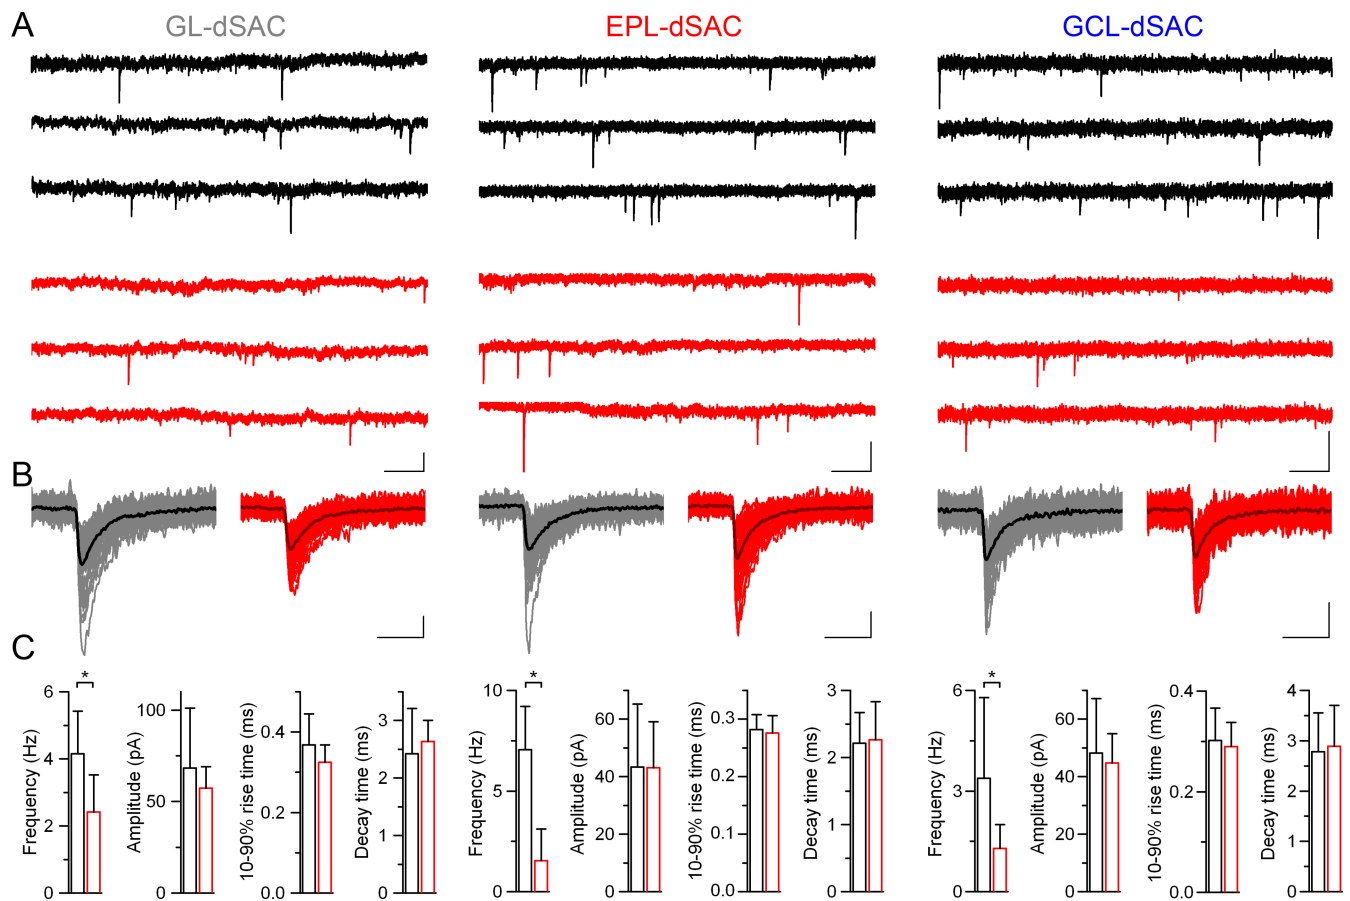 A
GL-dSAC
EPL-dSAC
GCL-dSAC
B
C
Frequency (Hz)
6
4
2
0
*
Amplitude (pA)
100
50
0
10-90% rise time (ms)
0.4
0.2
0.0
Decay time (ms)
3
2
1
0
Frequency (Hz)
10
5
0
*
Amplitude (pA)
60
40
20
0
10-90% rise time (ms)
0.3
0.2
0.1
0.0
Decay time (ms)
3
2
1
0
Frequency (Hz)
6
3
0
*
Amplitude (pA)
60
40
20
0
10-90% rise time (ms)
0.4
0.2
0.0
Decay time (ms)
4
3
2
1
0